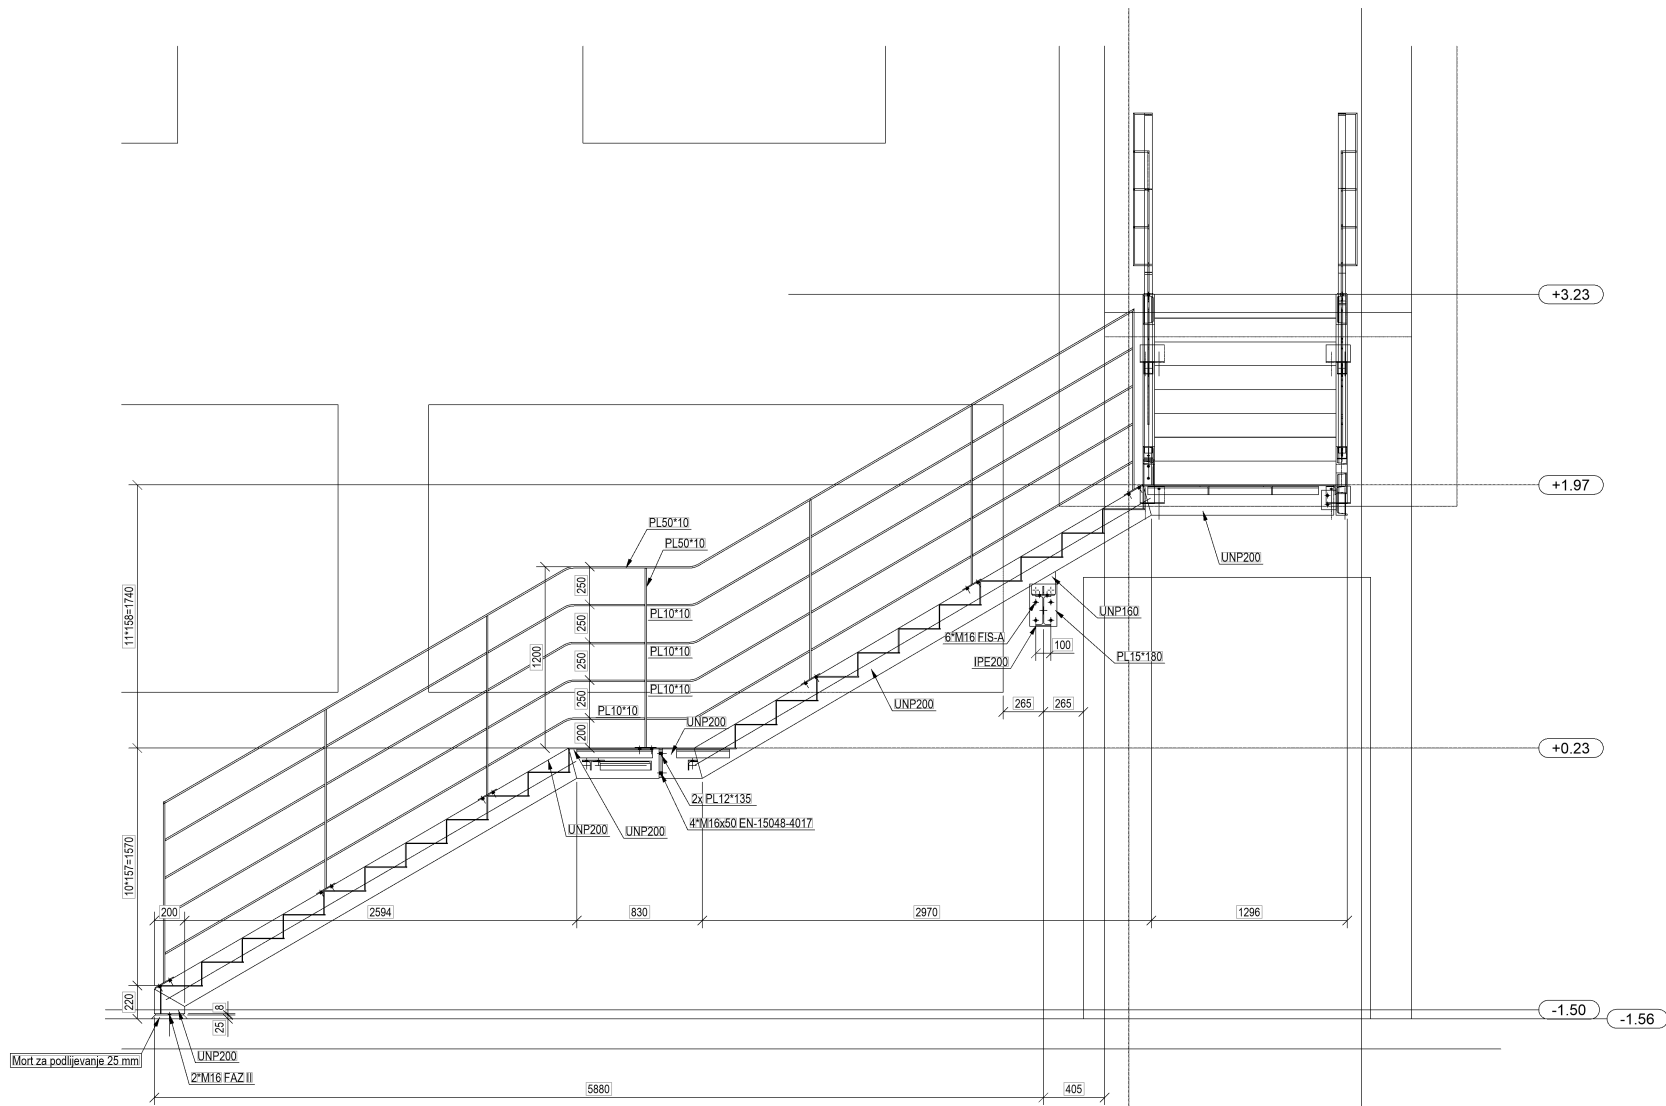 +3.23
+1.97
PL50*10
PL50*10
UNP200
250
11*158=1740
PL10*10
UNP160
250
6*M16 FIS-A
1200
PL10*10
100
IPE200
PL15*180
250
PL10*10
250
PL10*10
UNP200
265
265
UNP200
200
+0.23
2x PL12*135
4*M16x50 EN-15048-4017
UNP200
UNP200
10*157=1570
200
2594
830
2970
1296
220
8
25
-1.50
-1.56
Mort za podlijevanje 25 mm
UNP200
2*M16 FAZ II
5880
405